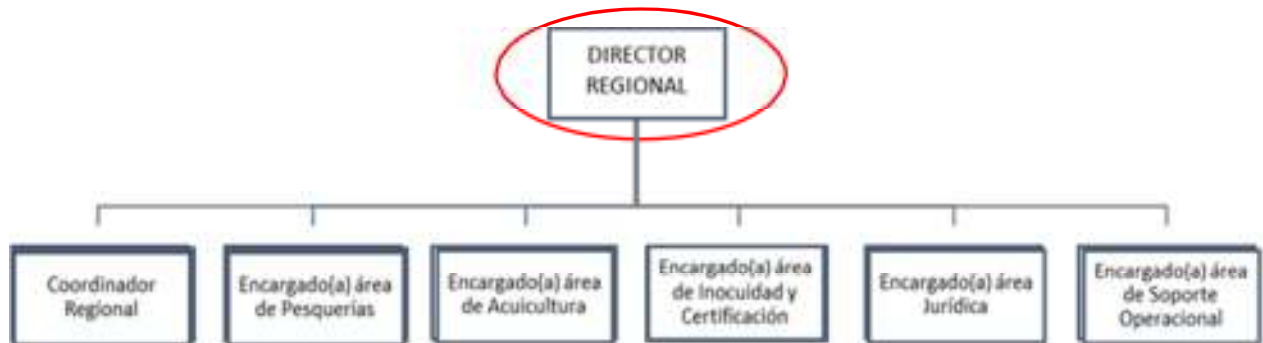 DIRECTOR
REGIONAL
Coordinador
Regional
Encargado(a) área
de Pesquerías
Encargado(a) área
de Acuicultura
Encargado(a) área
de Inocuidad y
Certificación
Encargado(a) área
Jurídica
Encargado(a) área
de Soporte
Operacional